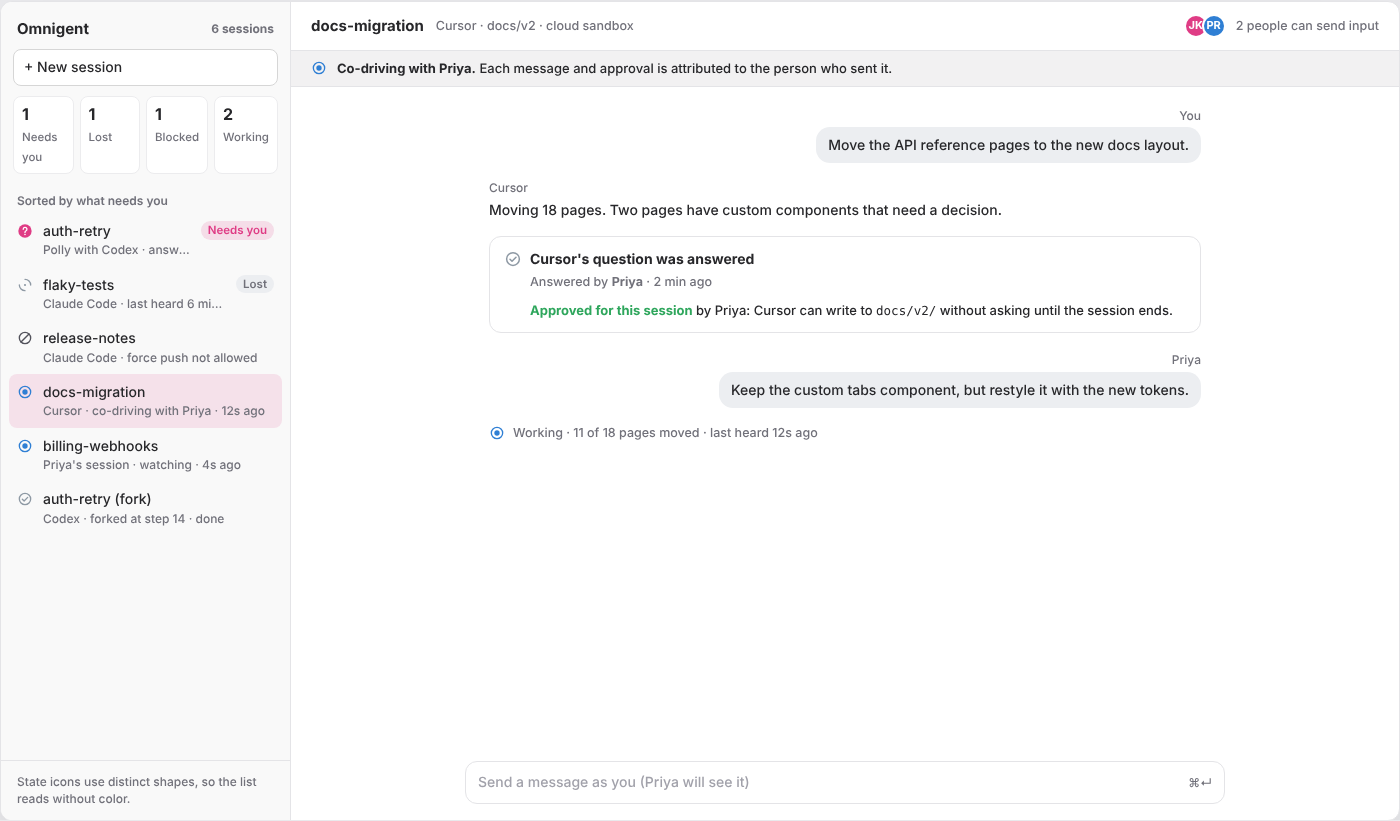 Omnigent
6 sessions
+ New session
1
Needs
you
1
Lost
1
Blocked
2
Working
Sorted by what needs you
?
auth-retry
Needs you
Polly with Codex · answ...
flaky-tests
Lost
Claude Code · last heard 6 mi...
release-notes
Claude Code · force push not allowed
docs-migration
Cursor · co-driving with Priya · 12s ago
billing-webhooks
Priya's session · watching · 4s ago
auth-retry (fork)
Codex · forked at step 14 · done
State icons use distinct shapes, so the list
reads without color.
docs-migration
Cursor · docs/v2 · cloud sandbox
JK
PR
2 people can send input
Co-driving with Priya. Each message and approval is attributed to the person who sent it.
You
Move the API reference pages to the new docs layout.
Cursor
Moving 18 pages. Two pages have custom components that need a decision.
Cursor's question was answered
Answered by Priya · 2 min ago
Approved for this session by Priya: Cursor can write to docs/v2/ without asking until the session ends.
Priya
Keep the custom tabs component, but restyle it with the new tokens.
Working · 11 of 18 pages moved · last heard 12s ago
Send a message as you (Priya will see it)
⌘↵